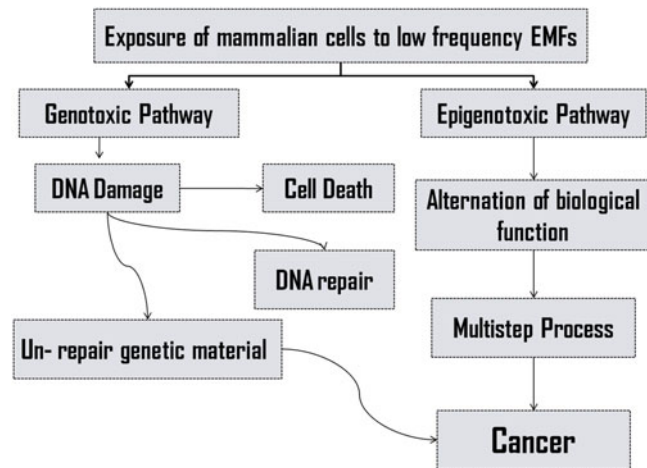 Exposure of mammalian cells to low frequency EMFs
Genotoxic Pathway
Epigenotoxic Pathway
DNA Damage
Cell Death
Alternation of biological
function
DNA repair
Multistep Process
Un- repair genetic material
Cancer